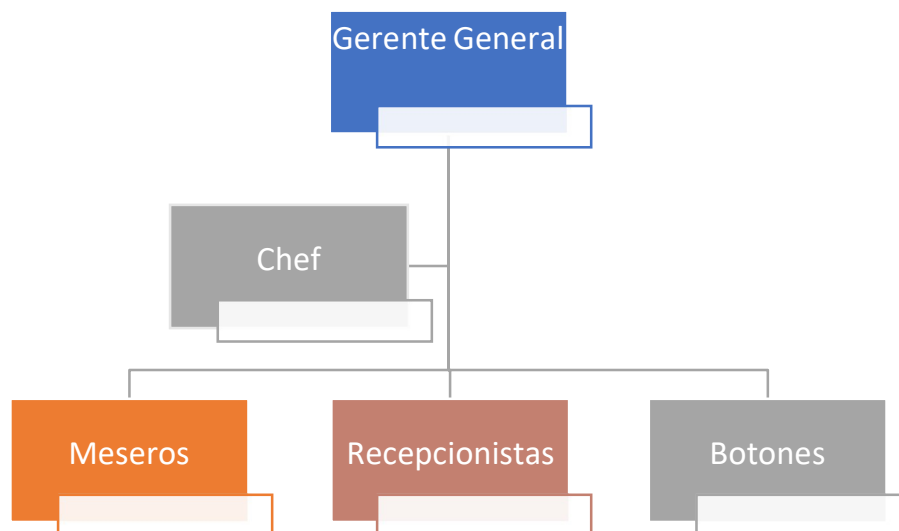 Gerente General
Chef
Meseros
Recepcionistas
Botones